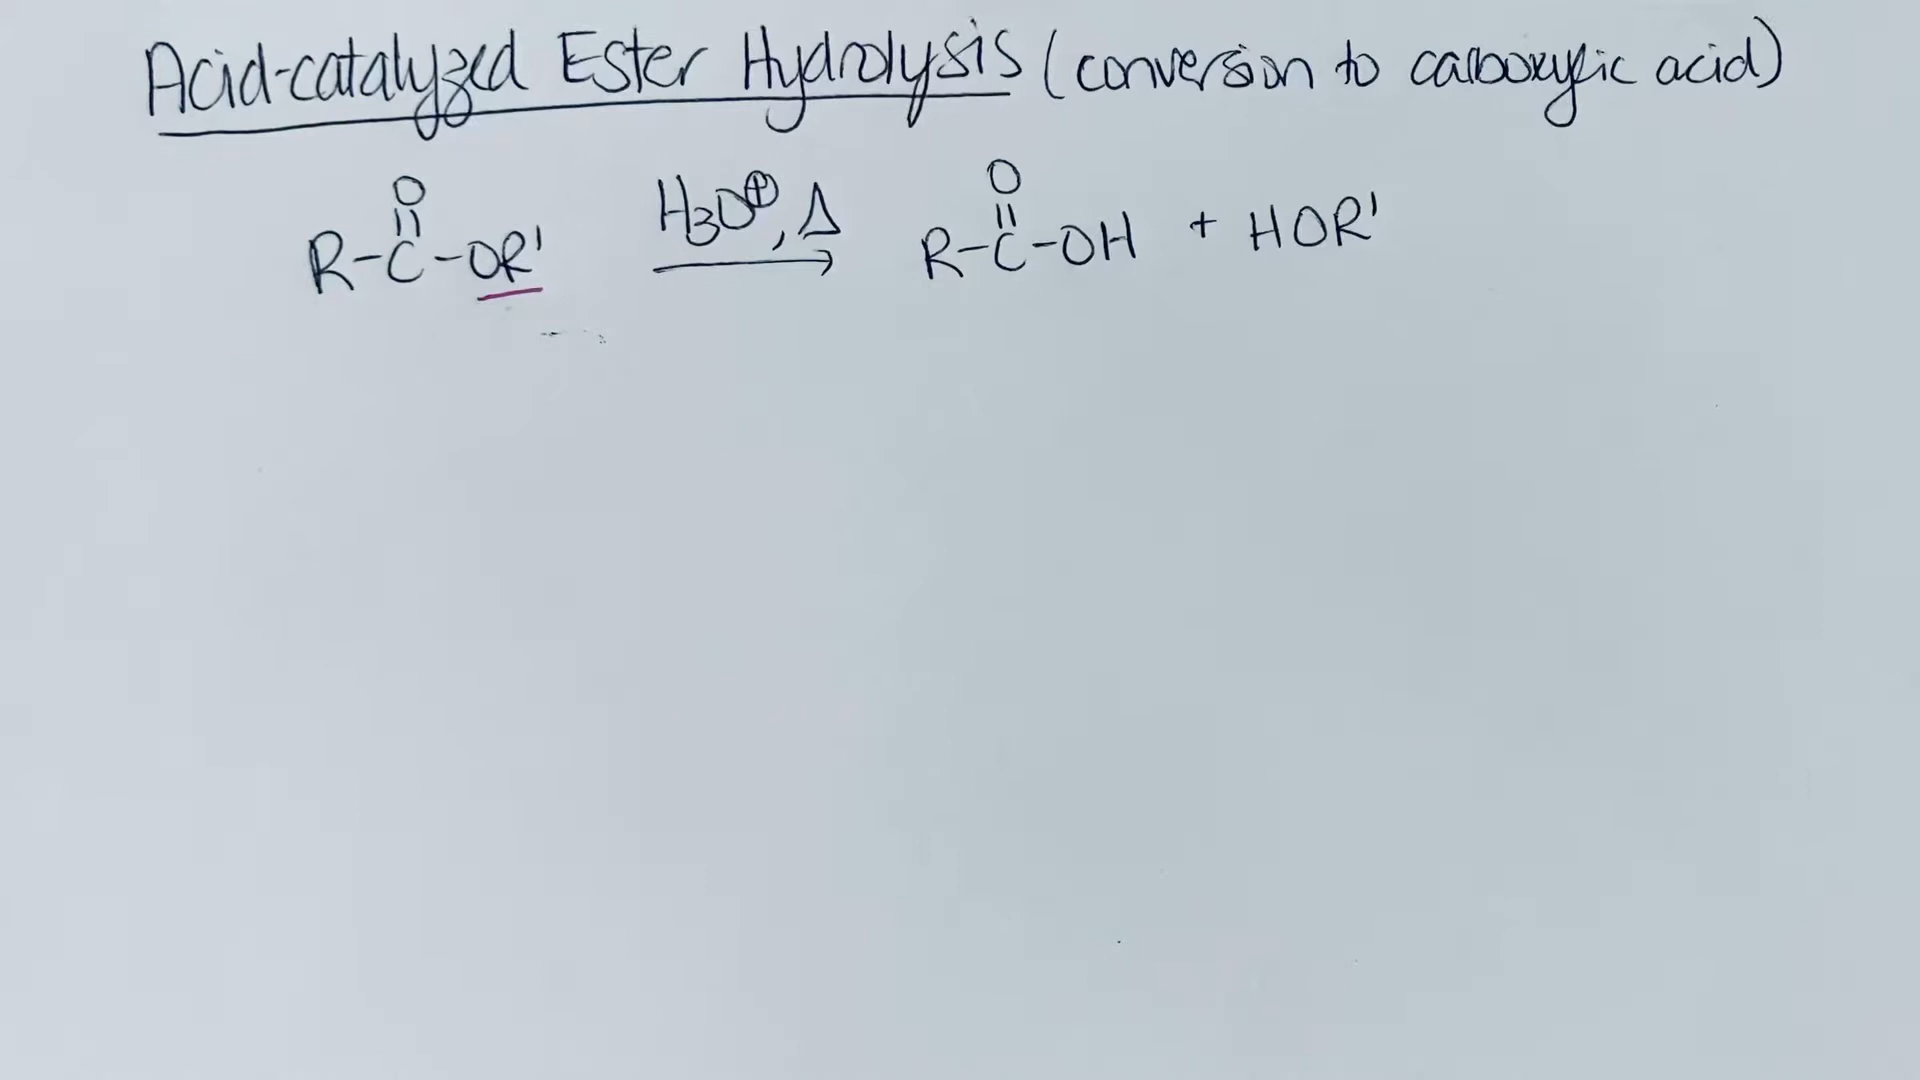 Acid-catalyzed Ester Hydrolysis (conversion to carboxylic acid)
O O
R-C-OR' H3O⊕, Δ R-C-OH + HOR'